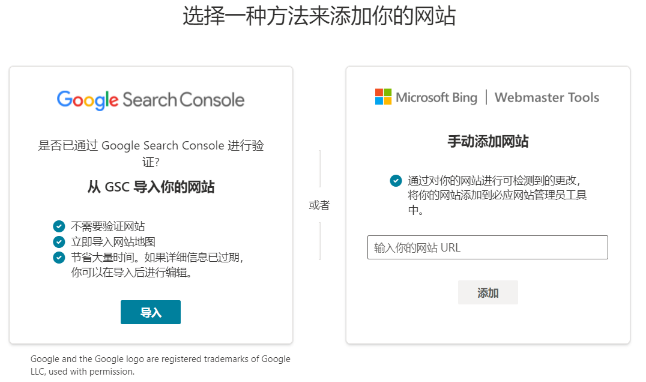 选择一种方法来添加你的网站
Google Search Console
是否已通过 Google Search Console 进行验
证?
从 GSC 导入你的网站
不需要验证网站
立即导入网站地图
节省大量时间。如果详细信息已过期,
你可以在导入后进行编辑。
导入
或者
Microsoft Bing | Webmaster Tools
手动添加网站
通过对你的网站进行可检测到的更改,
将你的网站添加到必应网站管理员工具
中。
输入你的网站 URL
添加
Google and the Google logo are registered trademarks of Google
LLC, used with permission.